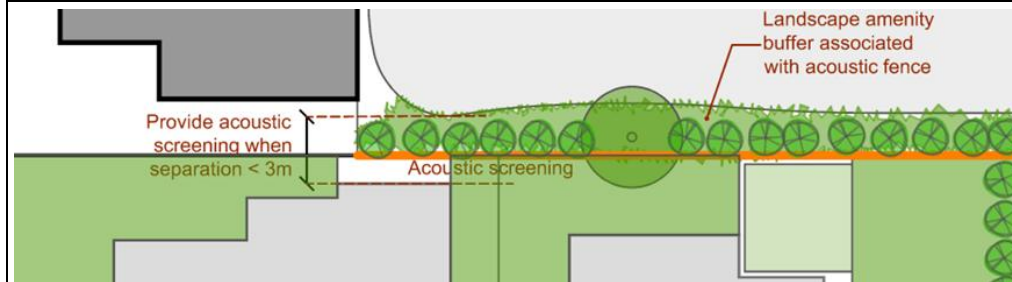 Landscape amenity
buffer associated
with acoustic fence
Provide acoustic
screening when
separation < 3m
Acoustic screening